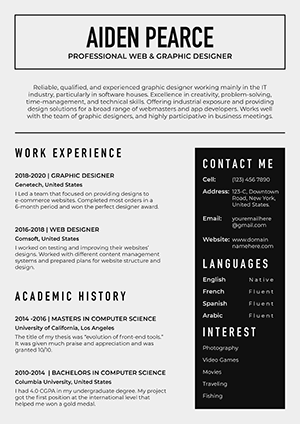 AIDEN PEARCE
PROFESSIONAL WEB & GRAPHIC DESIGNER
Reliable, qualified, and experienced graphic designer working mainly in the IT
industry, particularly in software houses. Excellence in creativity, problem-solving,
time-management, and technical skills. Offering industrial exposure and providing
design solutions for a broad range of webmasters and app developers. Works well
with the team of graphic designers, and highly participative in business meetings.
WORK EXPERIENCE
2018-2020 | GRAPHIC DESIGNER
Genetech, United States
I Led a team that focused on providing designs to
e-commerce websites. Completed most orders in a
6-month period and won the perfect designer award.
2016-2018 | WEB DESIGNER
Comsoft, United States
I worked on testing and improving their websites'
designs. Worked with different content management
systems and prepared plans for website structure and
design.
ACADEMIC HISTORY
2014 -2016 | MASTERS IN COMPUTER SCIENCE
University of California, Los Angeles
The title of my thesis was "evolution of front-end tools."
It was given much praise and appreciation and was
granted 10/10.
2010-2014 | BACHELORS IN COMPUTER SCIENCE
Columbia University, United States
I had 4.0 CGPA in my undergraduate degree. My project
got the first position at the international level that
helped me won a gold medal.
CONTACT ME
Cell: (123) 456 7890
Address: 123-C, Downtown
Road, New York,
United States.
Email: youremailhere
@gmail.com
Website: www.domain
namehere.com
LANGUAGES
English Native
French Fluent
Spanish Fluent
Arabic Fluent
INTEREST
Photography
Video Games
Movies
Traveling
Fishing